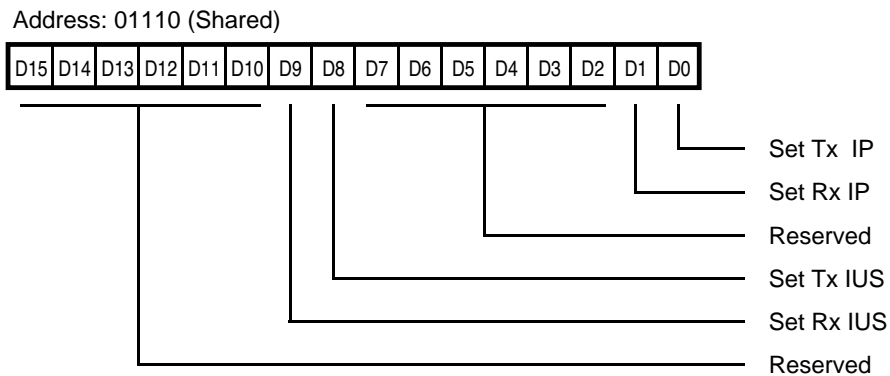 Address: 01110 (Shared)
D15 D14 D13 D12 D11 D10 D9 D8 D7 D6 D5 D4 D3 D2 D1 D0
Set Tx IP
Set Rx IP
Reserved
Set Tx IUS
Set Rx IUS
Reserved